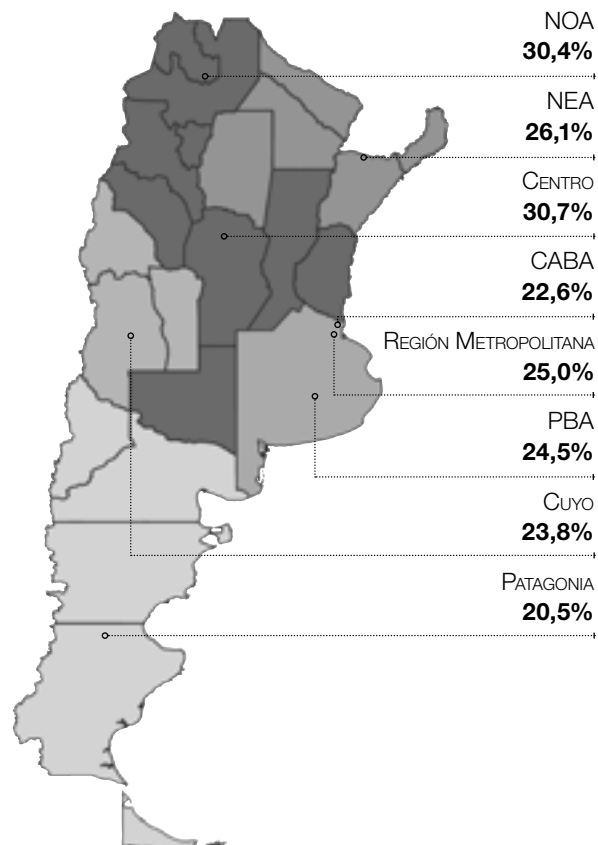 NOA
30,4%
NEA
26,1%
Centro
30,7%
CABA
22,6%
Región Metropolitana
25,0%
PBA
24,5%
Cuyo
23,8%
Patagonia
20,5%